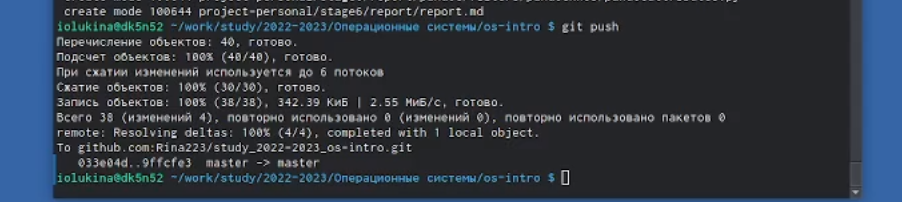 create mode 100644 project-personal/stage6/report/report.md
iolukina@dk5n52 ~/work/study/2022-2023/Операционные системы/os-intro $ git push
Перечисление объектов: 40, готово.
Подсчет объектов: 100% (40/40), готово.
При сжатии изменений используется до 6 потоков
Сжатие объектов: 100% (30/30), готово.
Запись объектов: 100% (38/38), 342.39 КиБ | 2.55 МиБ/с, готово.
Всего 38 (изменений 4), повторно использовано 0 (изменений 0), повторно использовано пакетов 0
remote: Resolving deltas: 100% (4/4), completed with 1 local object.
To github.com:Rina223/study_2022-2023_os-intro.git
033e04d..9ffcfe3 master -> master
iolukina@dk5n52 ~/work/study/2022-2023/Операционные системы/os-intro $